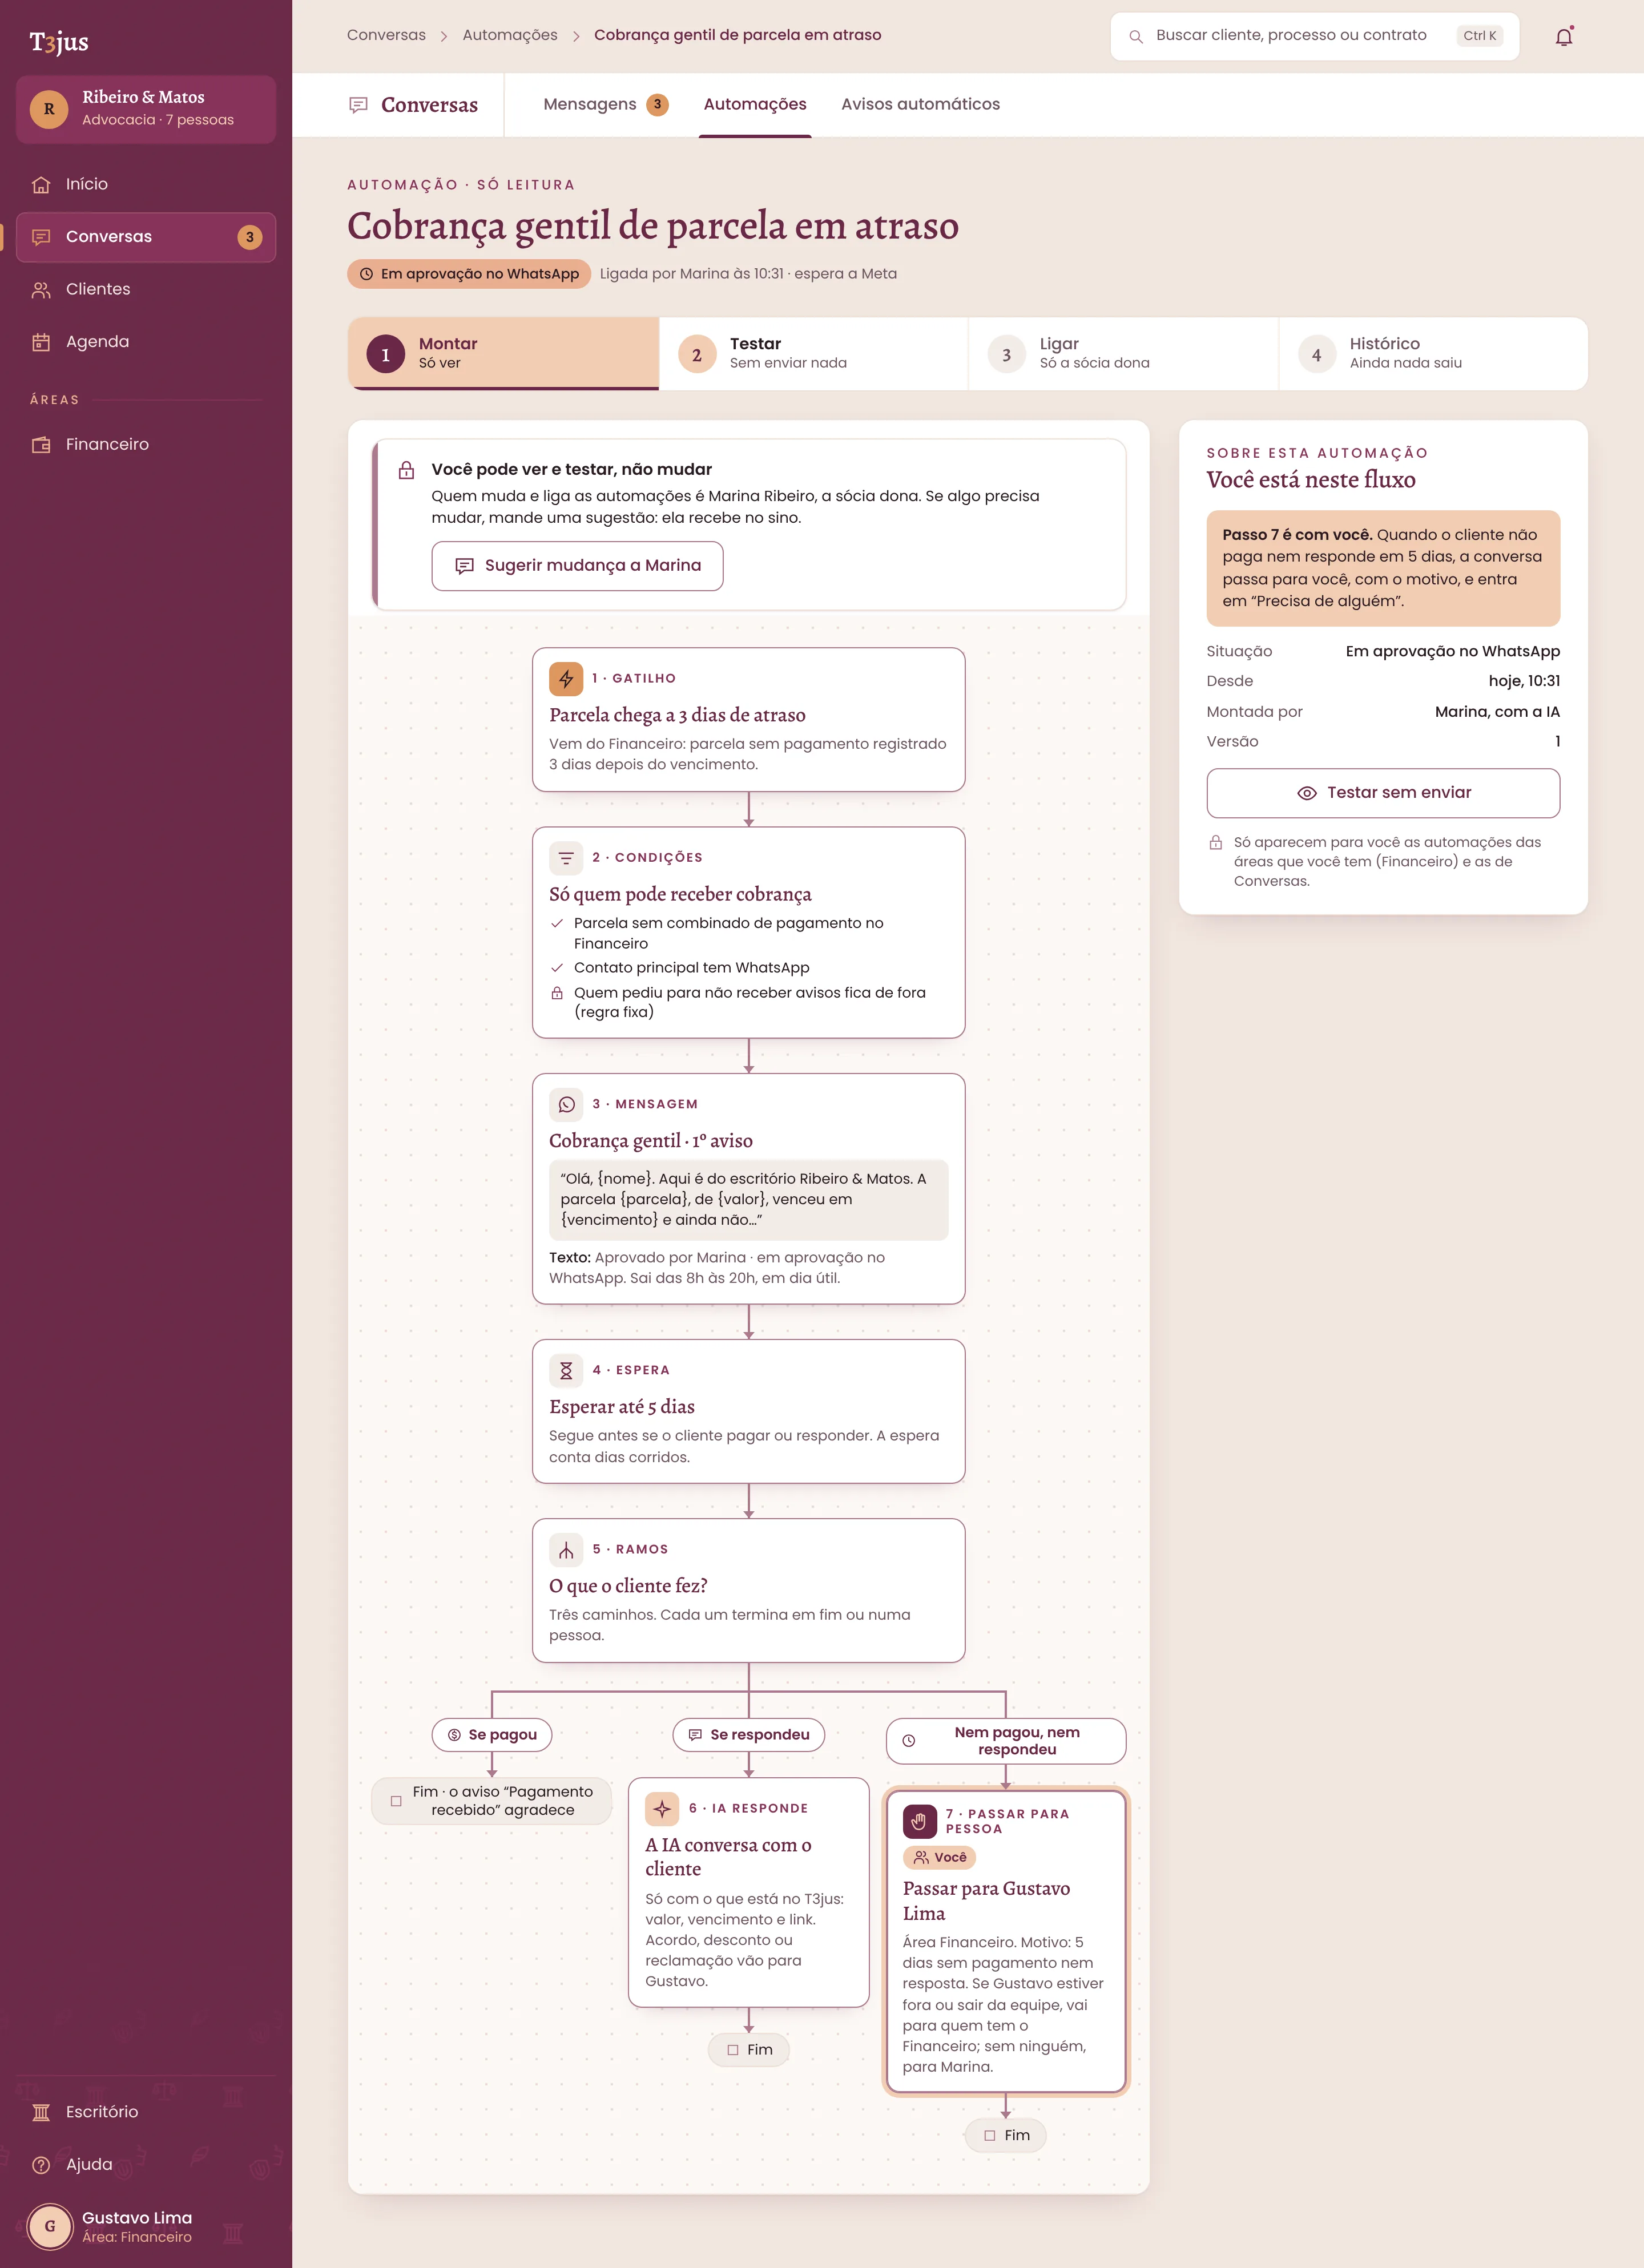 T3jus
R
Ribeiro & Matos
Advocacia · 7 pessoas
Início
Conversas 3
Clientes
Agenda
ÁREAS
Financeiro
Escritório
Ajuda
G
Gustavo Lima
Área: Financeiro
Conversas > Automações > Cobrança gentil de parcela em atraso
Buscar cliente, processo ou contrato Ctrl K
Conversas
Mensagens 3 Automações Avisos automáticos
AUTOMAÇÃO · SÓ LEITURA
Cobrança gentil de parcela em atraso
Em aprovação no WhatsApp Ligada por Marina às 10:31 · espera a Meta
1 Montar
Só ver
2 Testar
Sem enviar nada
3 Ligar
Só a sócia dona
4 Histórico
Ainda nada saiu
Você pode ver e testar, não mudar
Quem muda e liga as automações é Marina Ribeiro, a sócia dona. Se algo precisa
mudar, mande uma sugestão: ela recebe no sino.
Sugerir mudança a Marina
1 · GATILHO
Parcela chega a 3 dias de atraso
Vem do Financeiro: parcela sem pagamento registrado
3 dias depois do vencimento.
2 · CONDIÇÕES
Só quem pode receber cobrança
Parcela sem combinado de pagamento no
Financeiro
Contato principal tem WhatsApp
Quem pediu para não receber avisos fica de fora
(regra fixa)
3 · MENSAGEM
Cobrança gentil · 1º aviso
“Olá, {nome}. Aqui é do escritório Ribeiro & Matos. A
parcela {parcela}, de {valor}, venceu em
{vencimento} e ainda não…”
Texto: Aprovado por Marina · em aprovação no
WhatsApp. Sai das 8h às 20h, em dia útil.
4 · ESPERA
Esperar até 5 dias
Segue antes se o cliente pagar ou responder. A espera
conta dias corridos.
5 · RAMOS
O que o cliente fez?
Três caminhos. Cada um termina em fim ou numa
pessoa.
Se pagou
Fim · o aviso “Pagamento
recebido” agradece
Se respondeu
6 · IA RESPONDE
A IA conversa com o
cliente
Só com o que está no T3jus:
valor, vencimento e link.
Acordo, desconto ou
reclamação vão para
Gustavo.
Fim
Nem pagou, nem
respondeu
7 · PASSAR PARA
PESSOA
Você
Passar para Gustavo
Lima
Área Financeiro. Motivo: 5
dias sem pagamento nem
resposta. Se Gustavo estiver
fora ou sair da equipe, vai
para quem tem o
Financeiro; sem ninguém,
para Marina.
Fim
SOBRE ESTA AUTOMAÇÃO
Você está neste fluxo
Passo 7 é com você. Quando o cliente não
paga nem responde em 5 dias, a conversa
passa para você, com o motivo, e entra
em “Precisa de alguém”.
Situação Em aprovação no WhatsApp
Desde hoje, 10:31
Montada por Marina, com a IA
Versão 1
Testar sem enviar
Só aparecem para você as automações das
áreas que você tem (Financeiro) e as de
Conversas.